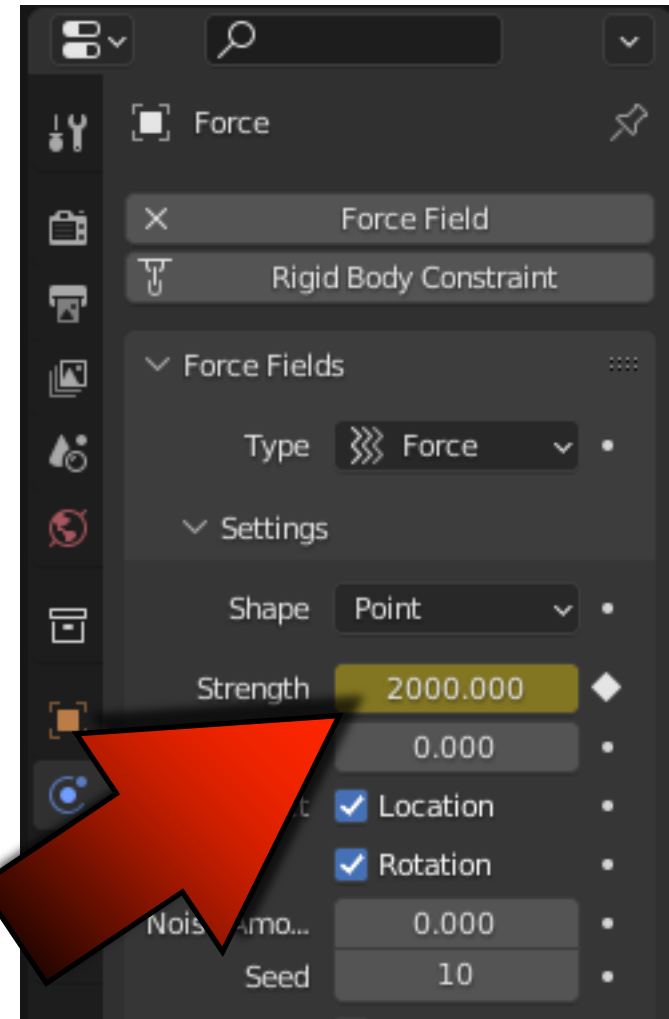 Force
Force Field
Rigid Body Constraint
Force Fields
Type Force
Settings
Shape Point
Strength 2000.000
0.000
Location
Rotation
Amo... 0.000
Seed 10